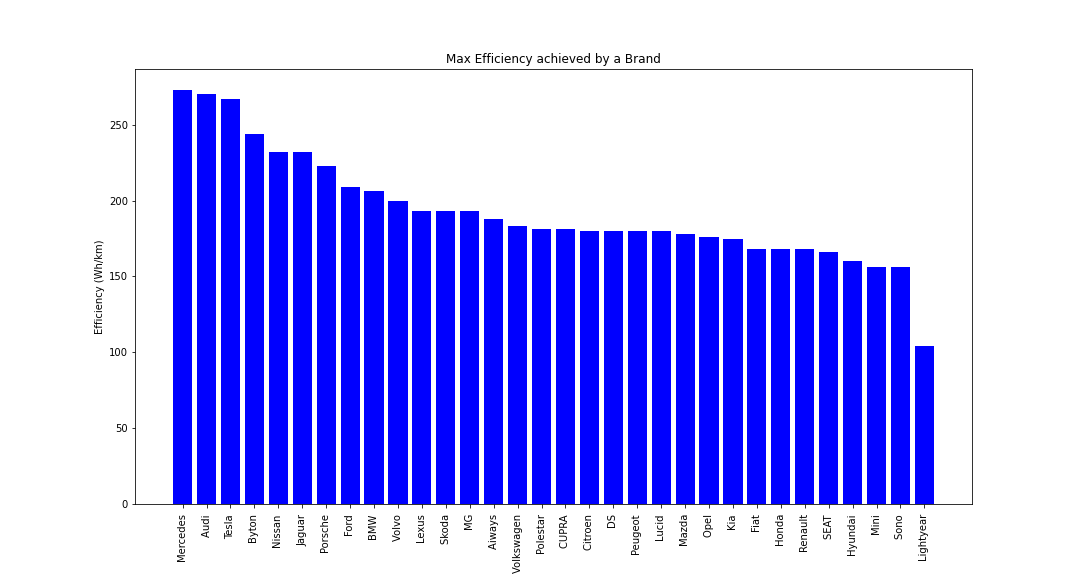 Max Efficiency achieved by a Brand
Efficiency (Wh/km)
250
200
150
100
50
0
Mercedes
Audi
Tesla
Byton
Nissan
Jaguar
Porsche
Ford
BMW
Volvo
Lexus
Skoda
MG
Aiways
Volkswagen
Polestar
CUPRA
Citroen
DS
Peugeot
Lucid
Mazda
Opel
Kia
Fiat
Honda
Renault
SEAT
Hyundai
Mini
Sono
Lightyear